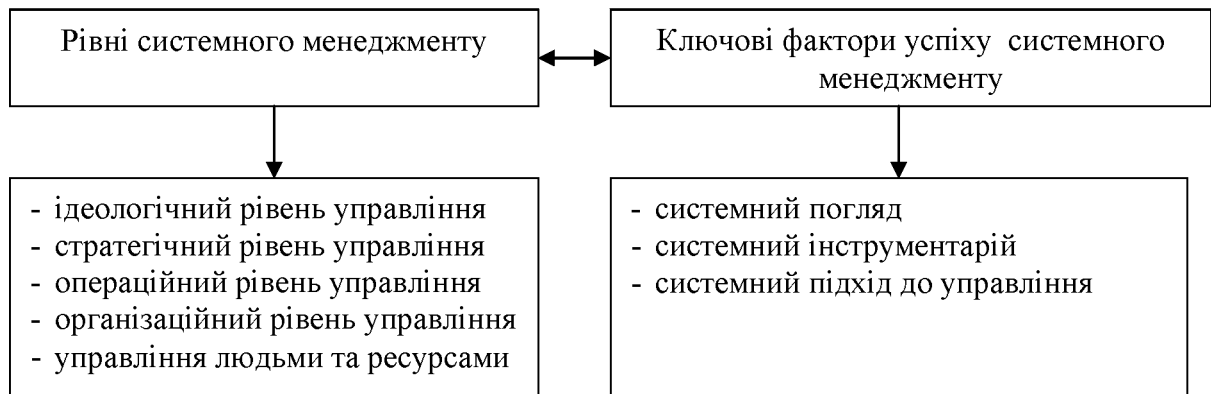 Рівні системного менеджменту
Ключові фактори успіху системного
менеджменту
- ідеологічний рівень управління
- стратегічний рівень управління
- операційний рівень управління
- організаційний рівень управління
- управління людьми та ресурсами
- системний погляд
- системний інструментарій
- системний підхід до управління